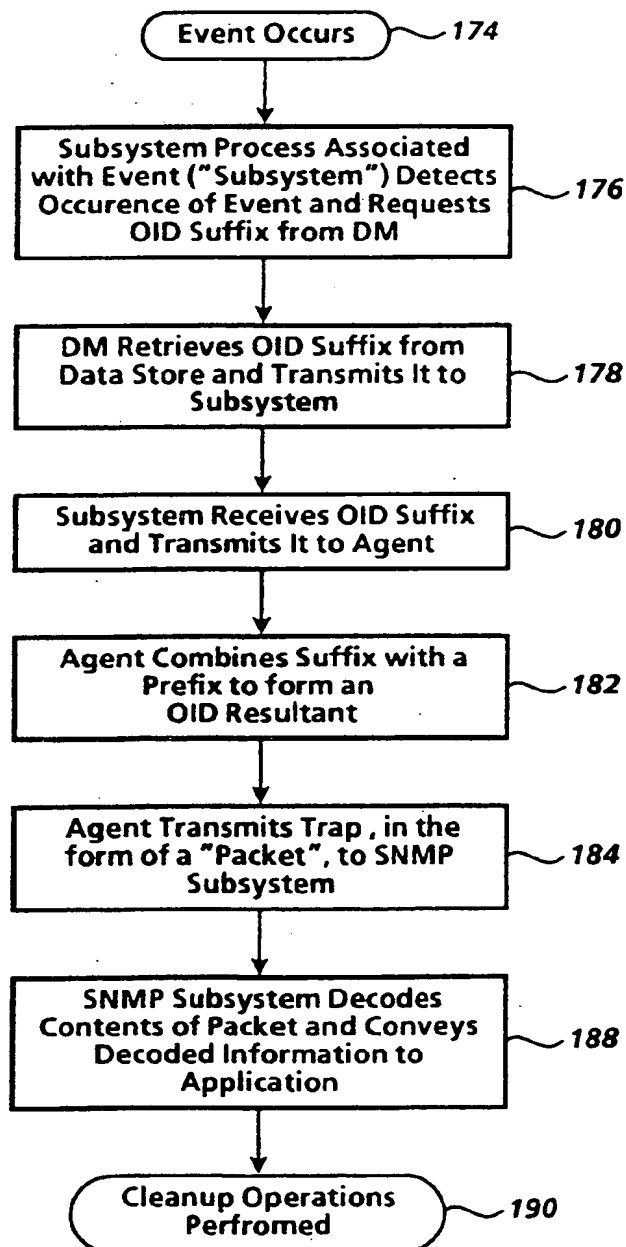 Event Occurs 174
Subsystem Process Associated
with Event ("Subsystem") Detects
Occurence of Event and Requests
OID Suffix from DM
176
DM Retrieves OID Suffix from
Data Store and Transmits It to
Subsystem
178
Subsystem Receives OID Suffix
and Transmits It to Agent
180
Agent Combines Suffix with a
Prefix to form an
OID Resultant
182
Agent Transmits Trap, in the
form of a "Packet", to SNMP
Subsystem
184
SNMP Subsystem Decodes
Contents of Packet and Conveys
Decoded Information to
Application
188
Cleanup Operations
Perfromed
190